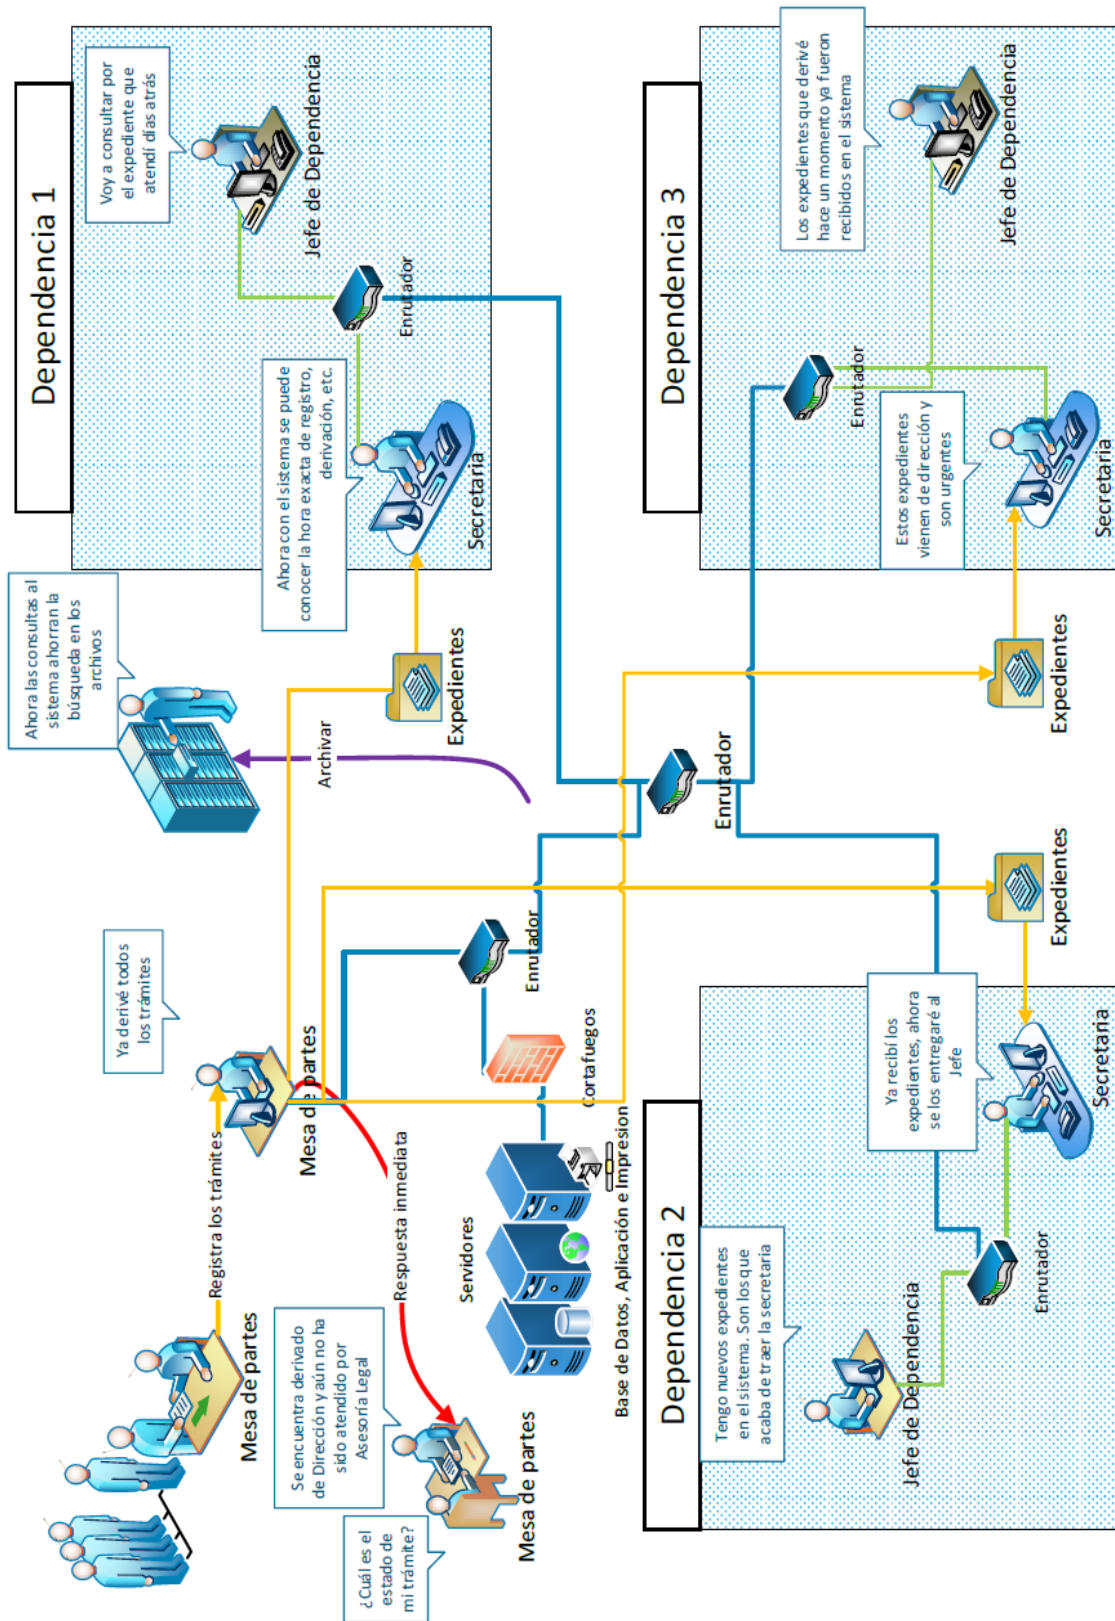 ¿Cuál es el
estado de
mi trámite?
Se encuentra derivado
de Dirección y aún no ha
sido atendido por
Asesoría Legal
Mesa de partes
Mesa de partes
Registra los trámites
Respuesta inmediata
Mesa de partes
Ya derivé todos
los trámites
Servidores
Base de Datos, Aplicación e Impresion
Cortafuegos
Enrutador
Ahora las consultas al
sistema ahorran la
búsqueda en los
archivos
Archivar
Expedientes
Enrutador
Dependencia 1
Voy a consultar por
el expediente que
atendí días atrás
Jefe de Dependencia
Enrutador
Ahora con el sistema se puede
conocer la hora exacta de registro,
derivación, etc.
Secretaria
Dependencia 2
Tengo nuevos expedientes
en el sistema. Son los que
acaba de traer la secretaria
Jefe de Dependencia
Enrutador
Ya recibí los
expedientes, ahora
se los entregaré al
Jefe
Secretaria
Expedientes
Expedientes
Dependencia 3
Los expedientes que derivé
hace un momento ya fueron
recibidos en el sistema
Jefe de Dependencia
Enrutador
Estos expedientes
vienen de dirección y
son urgentes
Secretaria